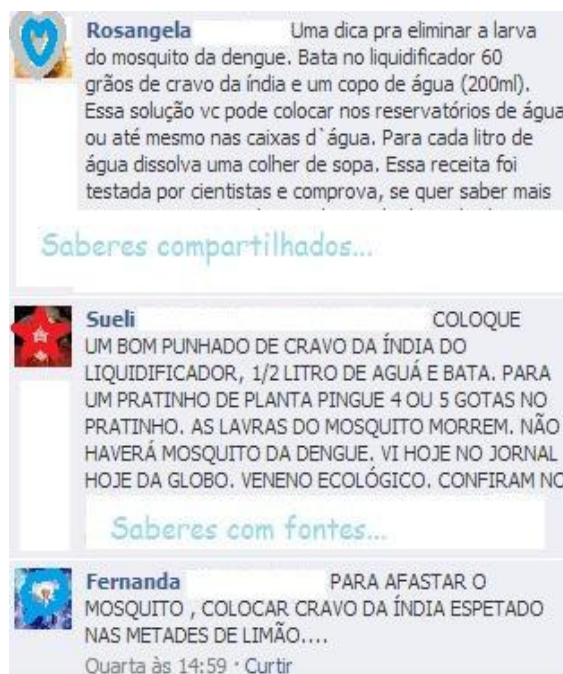 Rosangela Uma dica pra eliminar a larva
do mosquito da dengue. Bata no liquidificador 60
grãos de cravo da índia e um copo de água (200ml).
Essa solução vc pode colocar nos reservatórios de água
ou até mesmo nas caixas d`água. Para cada litro de
água dissolva uma colher de sopa. Essa receita foi
testada por cientistas e comprova, se quer saber mais
Saberes compartilhados...
Sueli COLOQUE
UM BOM PUNHADO DE CRAVO DA ÍNDIA DO
LIQUIDIFICADOR, 1/2 LITRO DE AGUÁ E BATA. PARA
UM PRATINHO DE PLANTA PINGUE 4 OU 5 GOTAS NO
PRATINHO. AS LAVRAS DO MOSQUITO MORREM. NÃO
HAVERÁ MOSQUITO DA DENGUE. VI HOJE NO JORNAL
HOJE DA GLOBO. VENENO ECOLÓGICO. CONFIRAM NO
Saberes com fontes...
Fernanda PARA AFASTAR O
MOSQUITO , COLOCAR CRAVO DA ÍNDIA ESPETADO
NAS METADES DE LIMÃO....
Quarta às 14:59 · Curtir